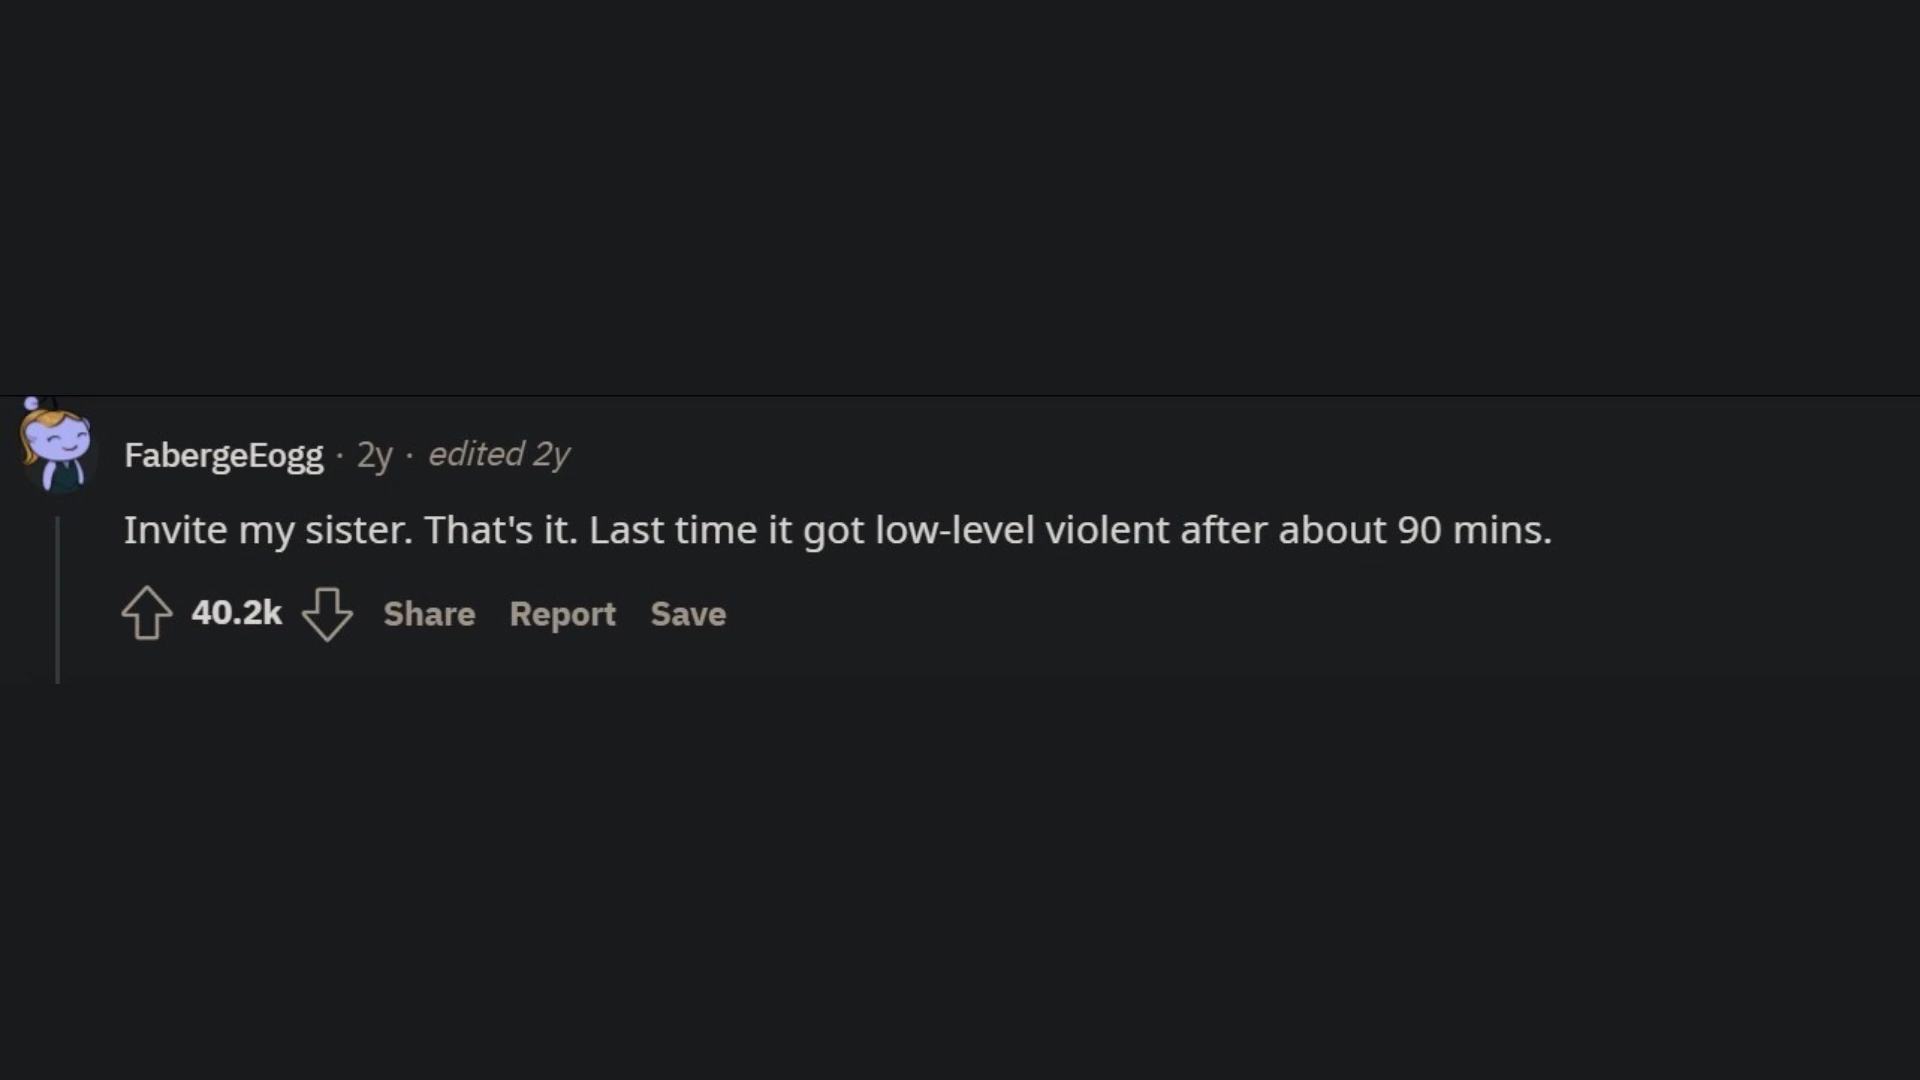 FabergeEogg · 2y · edited 2y
Invite my sister. That's it. Last time it got low-level violent after about 90 mins.
40.2k Share Report Save